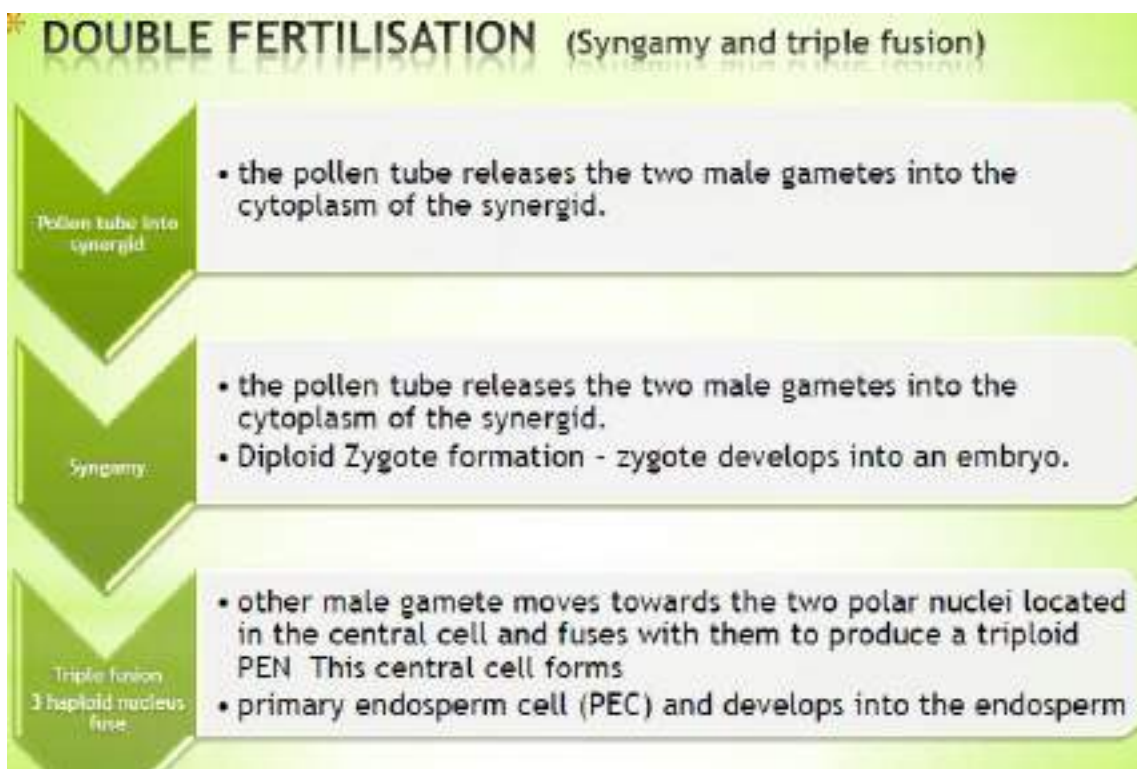 * DOUBLE FERTILISATION (Syngamy and triple fusion)
Pollen tube into
synergid
• the pollen tube releases the two male gametes into the
cytoplasm of the synergid.
Syngamy
• the pollen tube releases the two male gametes into the
cytoplasm of the synergid.
• Diploid Zygote formation - zygote develops into an embryo.
Triple fusion
3 haploid nucleus
fuse
• other male gamete moves towards the two polar nuclei located
in the central cell and fuses with them to produce a triploid
PEN This central cell forms
• primary endosperm cell (PEC) and develops into the endosperm